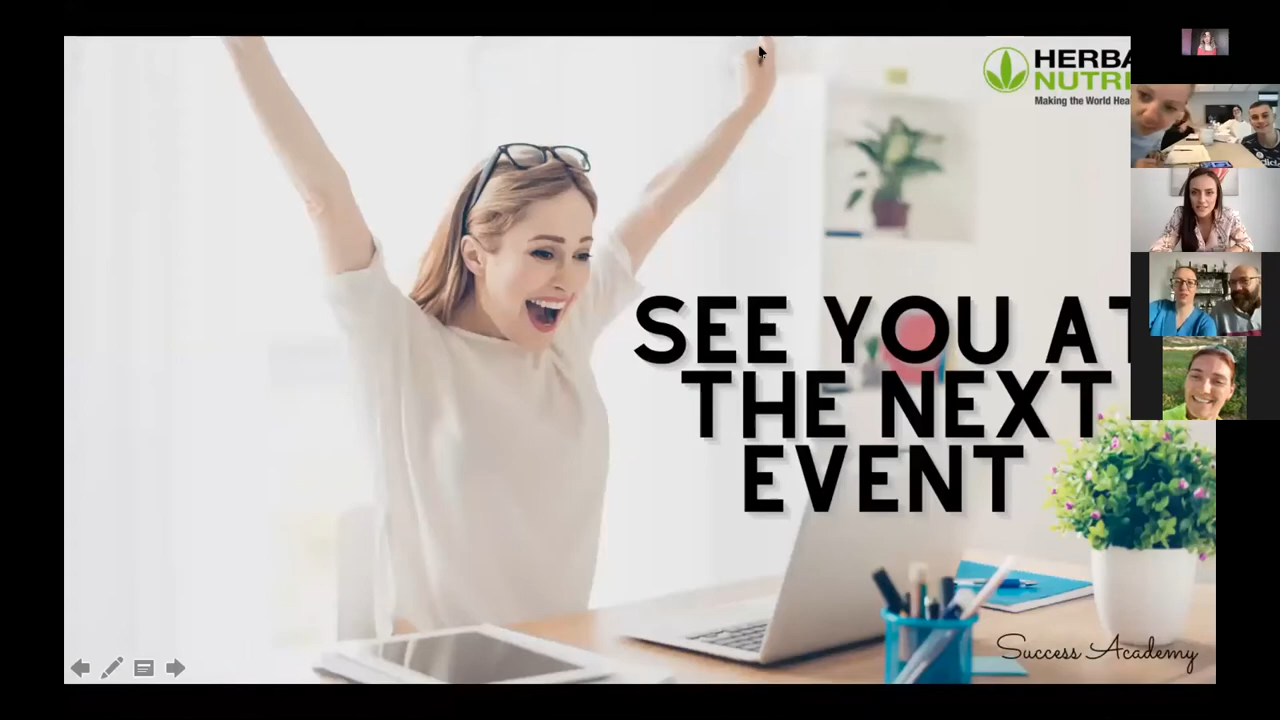 HERBA
NUTRI
Making the World Hea
SEE YOU AT
THE NEXT
EVENT
Success Academy